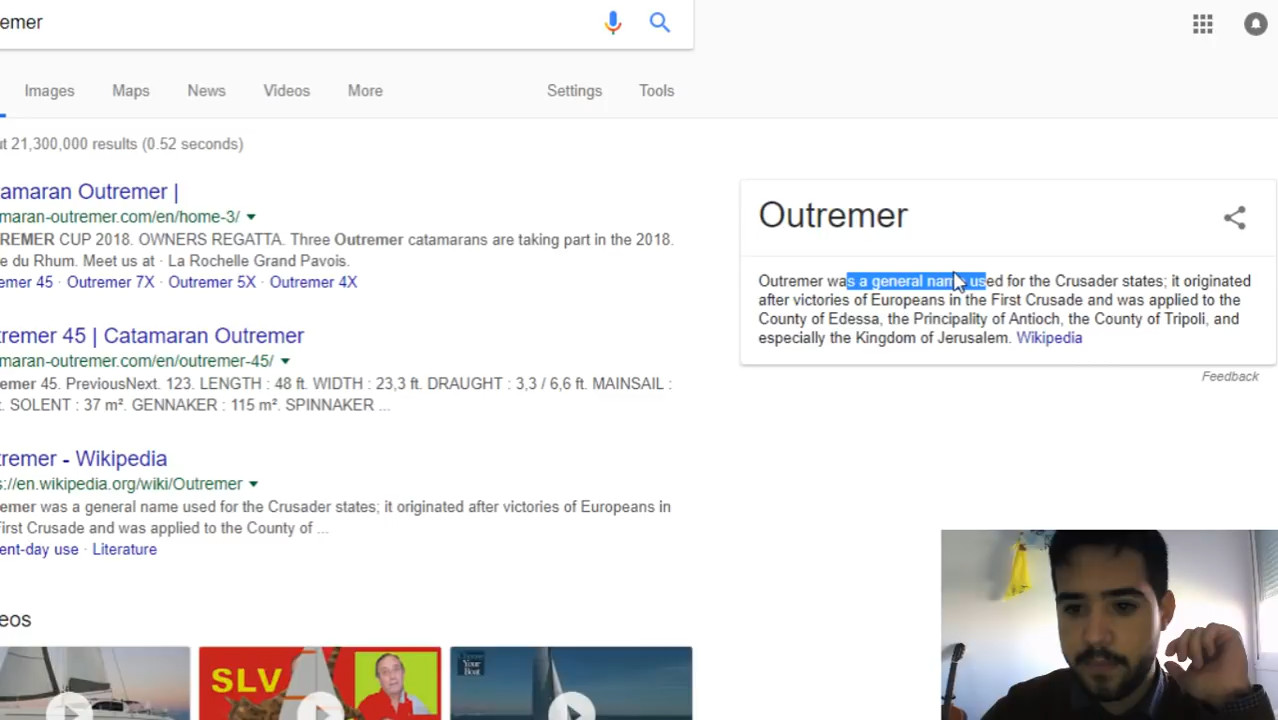 emer
Images Maps News Videos More Settings Tools
ut 21,300,000 results (0.52 seconds)
amaran Outremer |
maran-outremer.com/en/home-3/
REMER CUP 2018. OWNERS REGATTA. Three Outremer catamarans are taking part in the 2018.
e du Rhum. Meet us at · La Rochelle Grand Pavois.
emer 45 · Outremer 7X · Outremer 5X · Outremer 4X
Outremer
Outremer was a general name used for the Crusader states; it originated
after victories of Europeans in the First Crusade and was applied to the
County of Edessa, the Principality of Antioch, the County of Tripoli, and
especially the Kingdom of Jerusalem. Wikipedia
Feedback
tremer 45 | Catamaran Outremer
maran-outremer.com/en/outremer-45/
emer 45. PreviousNext. 123. LENGTH : 48 ft. WIDTH : 23,3 ft. DRAUGHT : 3,3 / 6,6 ft. MAINSAIL :
. SOLENT : 37 m². GENNAKER : 115 m². SPINNAKER ...
tremer - Wikipedia
s://en.wikipedia.org/wiki/Outremer
emer was a general name used for the Crusader states; it originated after victories of Europeans in
First Crusade and was applied to the County of ...
ent-day use · Literature
eos
SLV
Your
Boat